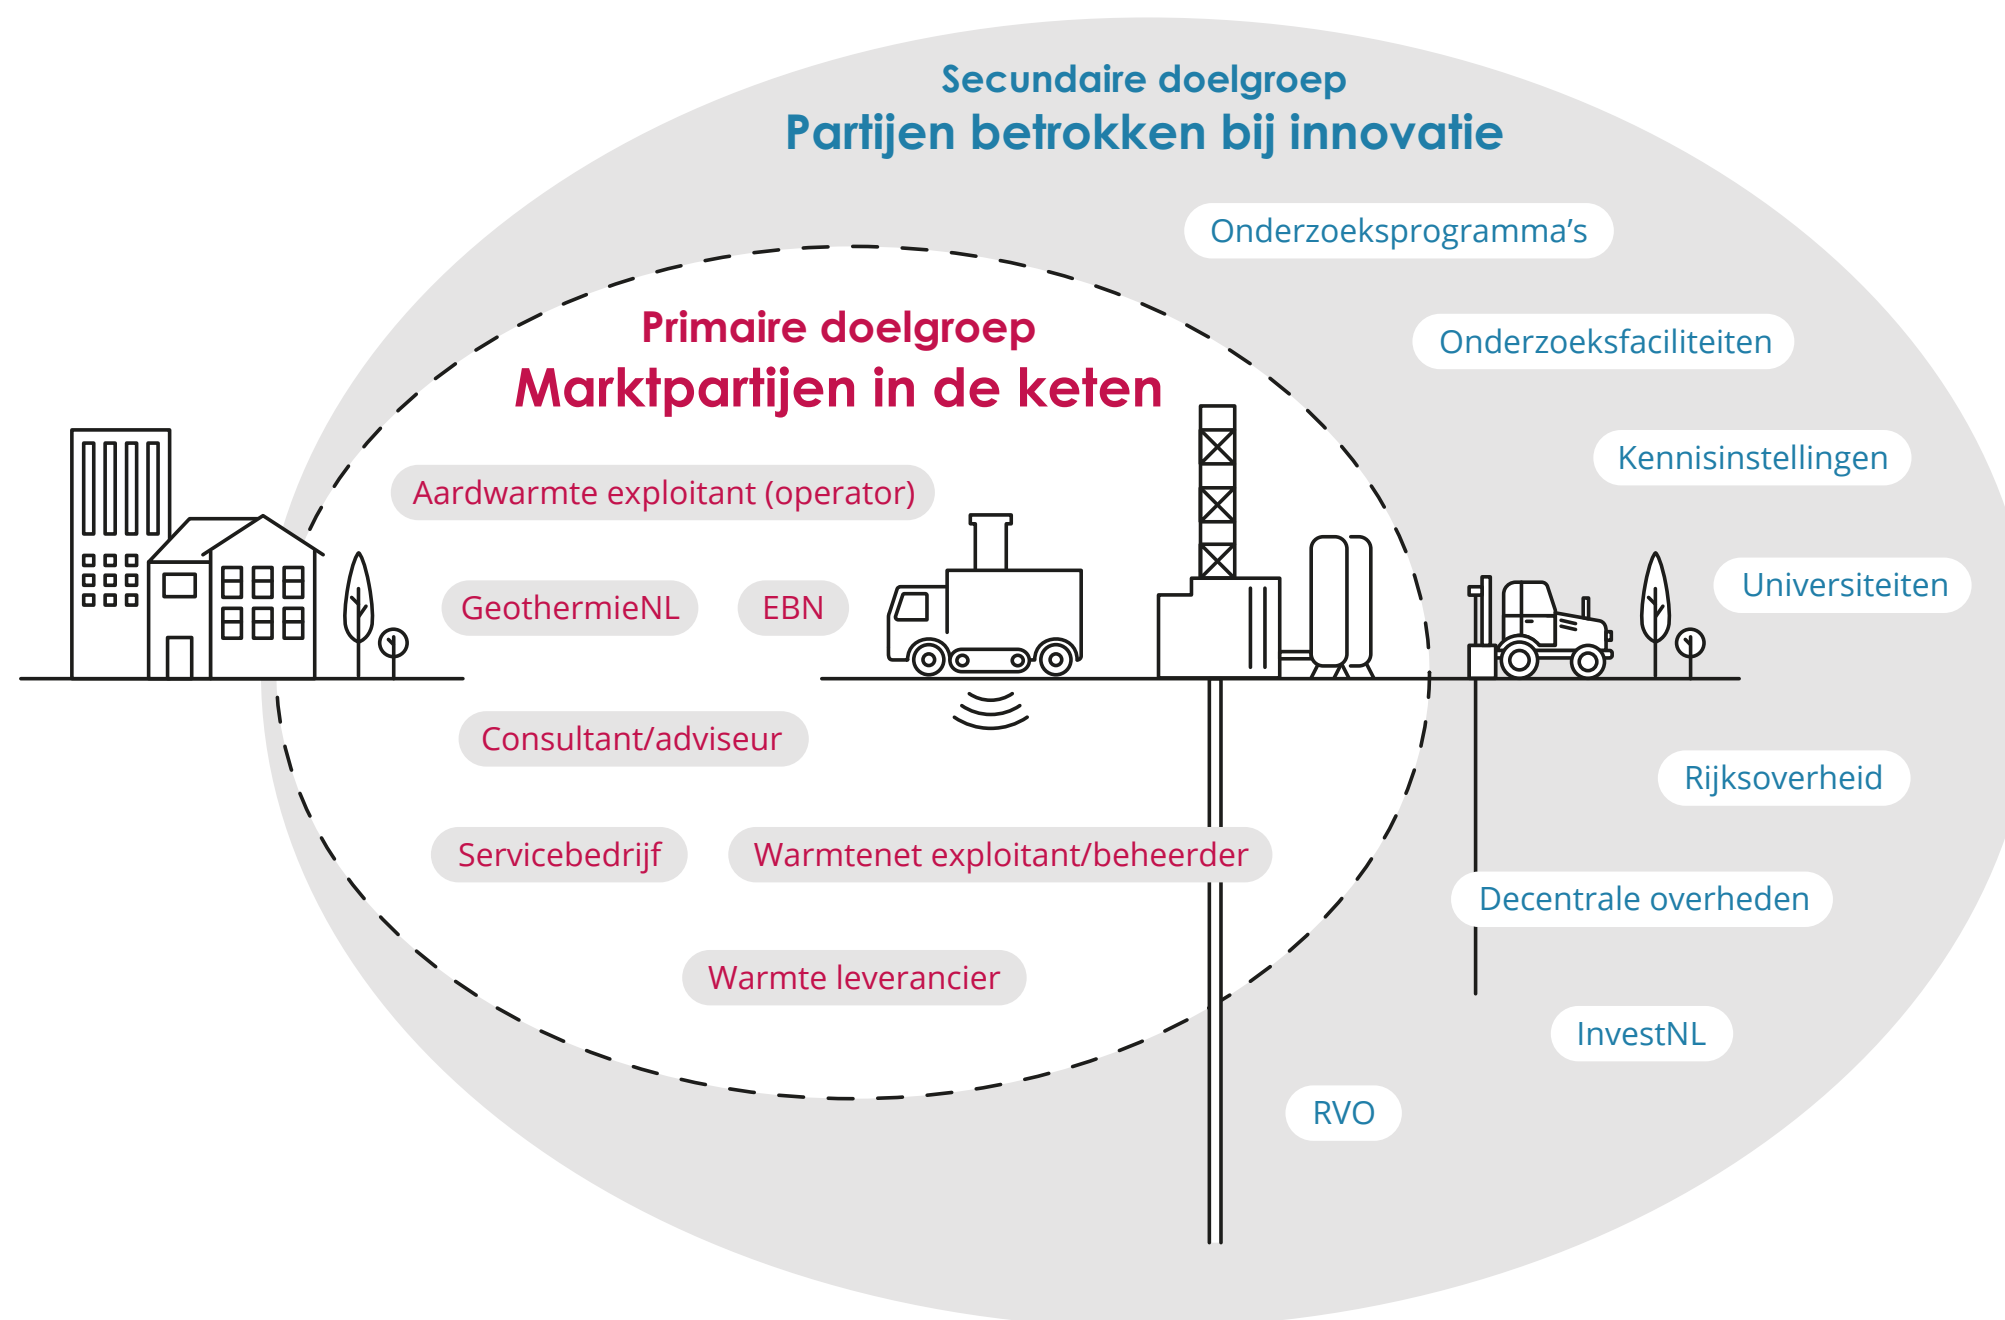 Secundaire doelgroep
Partijen betrokken bij innovatie
Onderzoeksprogramma’s
Onderzoeksfaciliteiten
Kennisinstellingen
Universiteiten
Rijksoverheid
Decentrale overheden
InvestNL
RVO
Primaire doelgroep
Marktpartijen in de keten
Aardwarmte exploitant (operator)
GeothermieNL
EBN
Consultant/adviseur
Servicebedrijf
Warmtenet exploitant/beheerder
Warmte leverancier